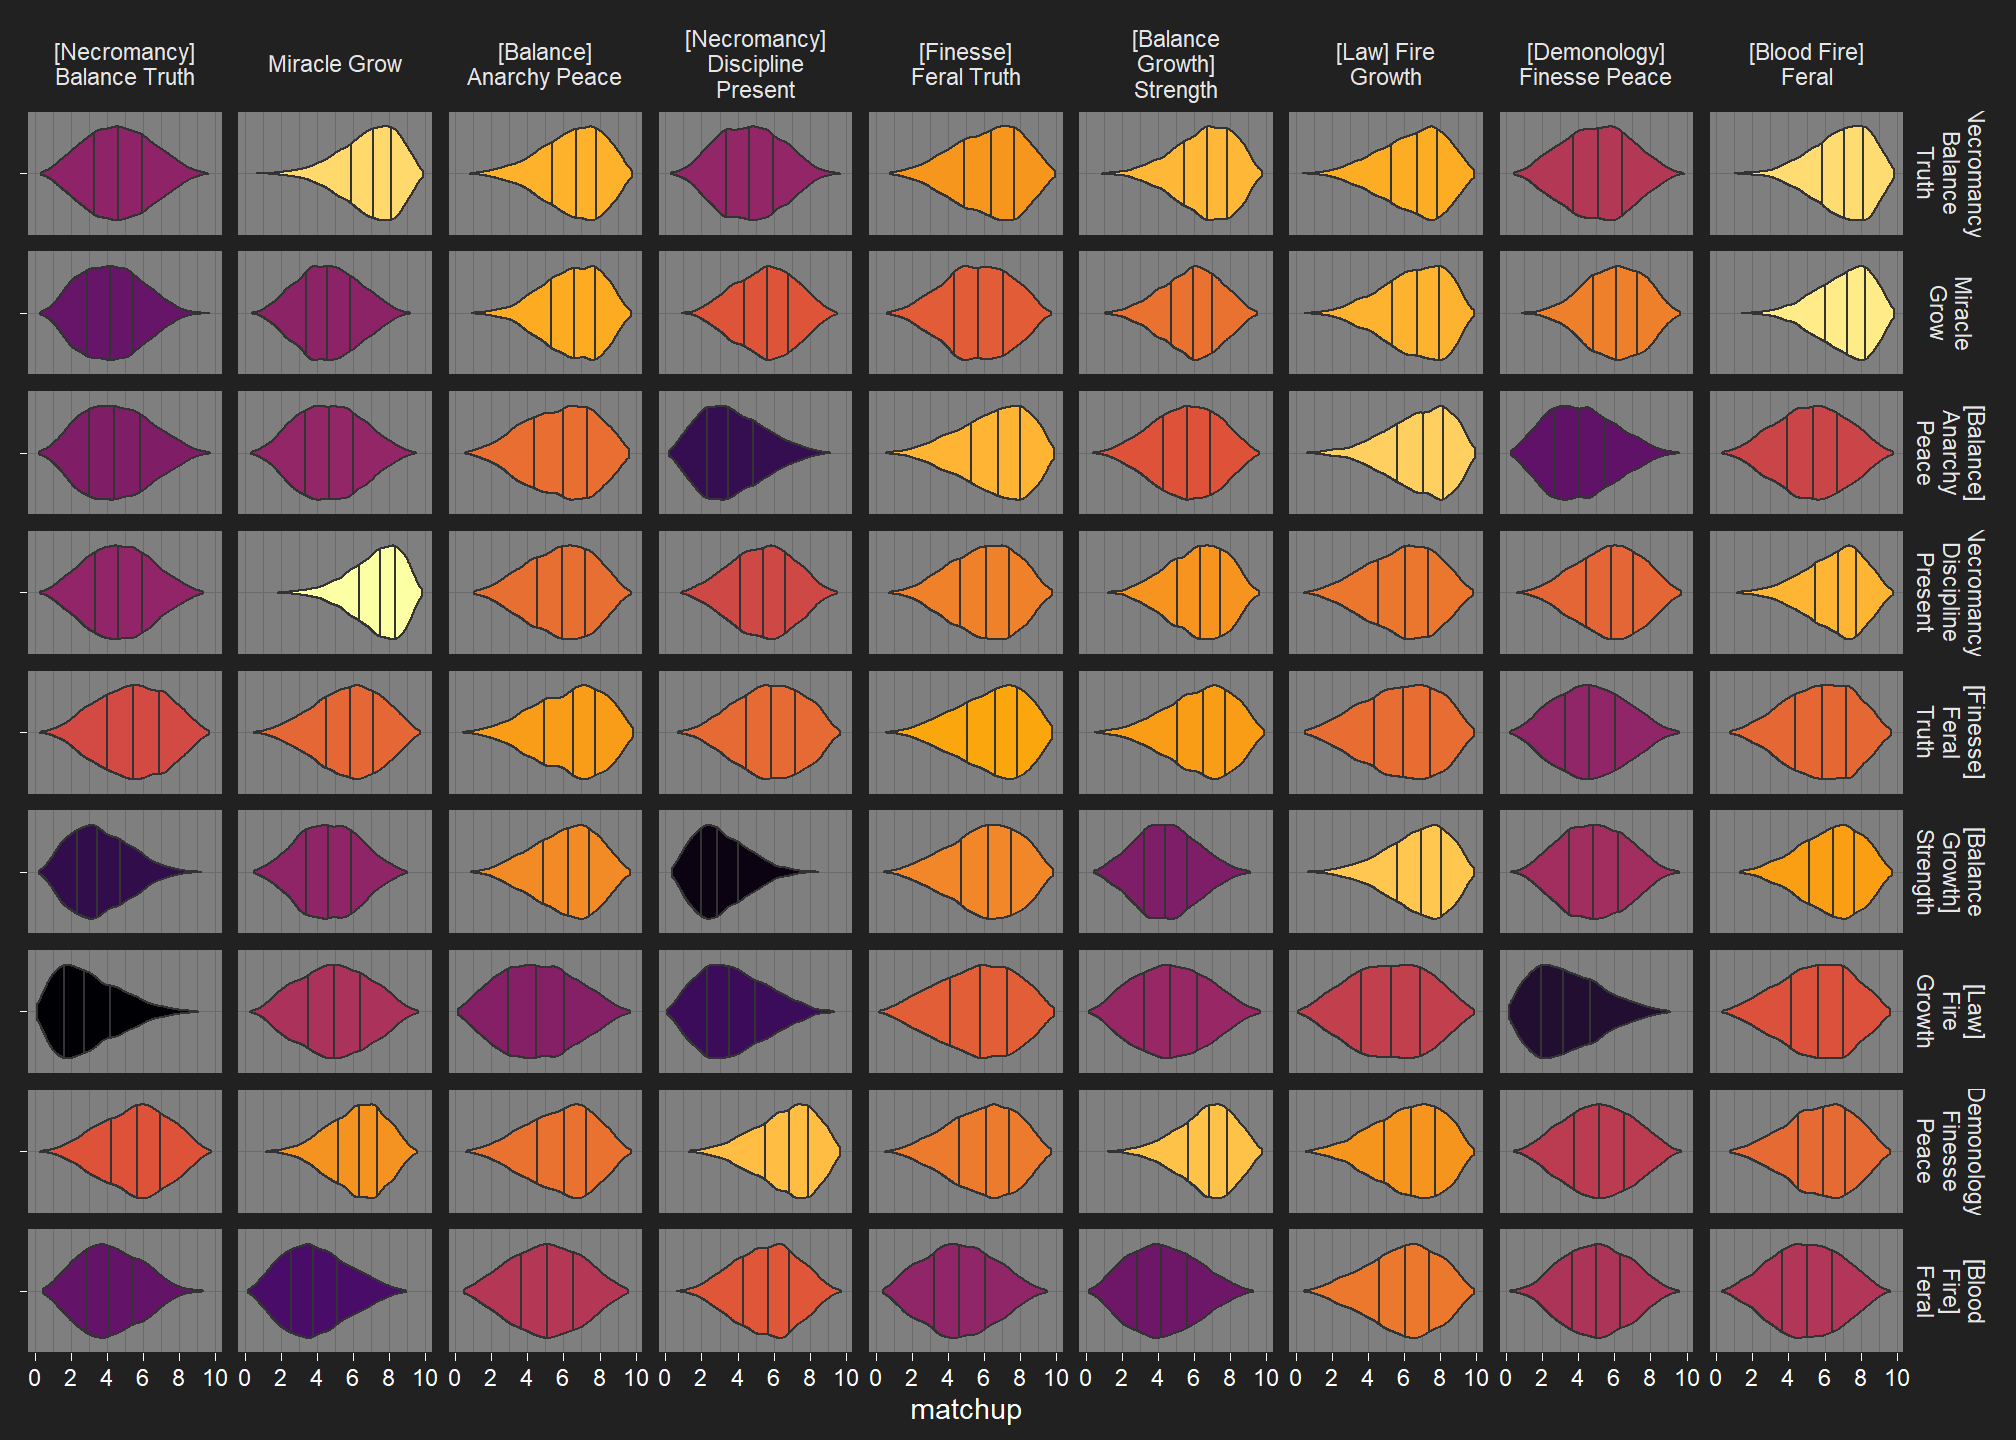 [Necromancy]
Balance Truth
Miracle Grow
[Balance]
Anarchy Peace
[Necromancy]
Discipline
Present
[Finesse]
Feral Truth
[Balance
Growth]
Strength
[Law] Fire
Growth
[Demonology]
Finesse Peace
[Blood Fire]
Feral
Necromancy
Balance
Truth
Miracle
Grow
[Balance]
Anarchy
Peace
Necromancy
Discipline
Present
[Finesse]
Feral
Truth
[Balance
Growth]
Strength
[Law]
Fire
Growth
Demonology
Finesse
Peace
[Blood
Fire]
Feral
0 2 4 6 8 10 0 2 4 6 8 10 0 2 4 6 8 10 0 2 4 6 8 10 0 2 4 6 8 10 0 2 4 6 8 10 0 2 4 6 8 10 0 2 4 6 8 10 0 2 4 6 8 10
matchup